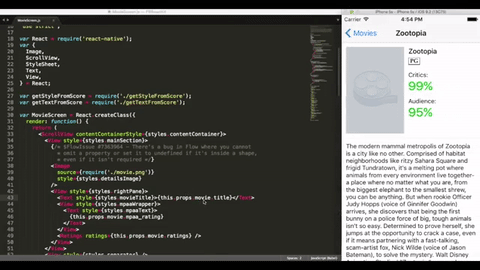 MovieScreen.js
var React = require('react-native');
var {
Image,
ScrollView,
StyleSheet,
Text,
View,
} = React;
var getStyleFromScore = require('./getStyleFromScore');
var getTextFromScore = require('./getTextFromScore');
var MovieScreen = React.createClass({
render: function() {
return (
<ScrollView contentContainerStyle={styles.contentContainer}>
<View style={styles.mainSection}>
{/* $FlowIssue #7363964 - There's a bug in Flow where you cannot
* omit a property or set it to undefined if it's inside a shape,
* even if it isn't required */}
<Image
source={require('./movie.png')}
style={styles.detailsImage}
/>
<View style={styles.rightPane}>
<Text style={styles.movieTitle}>{this.props.movie.title}</Text>
<View style={styles.mpaaWrapper}>
<Text style={styles.mpaaText}>
{this.props.movie.mpaa_rating}
</Text>
</View>
<Ratings ratings={this.props.movie.ratings} />
</View>
<View style={styles.separator} />
Carrier
4:54 PM
Movies
Zootopia
Zootopia
PG
Critics:
99%
Audience:
95%
The modern mammal metropolis of Zootopia
is a city like no other. Comprised of habitat
neighborhoods like ritzy Sahara Square and
frigid Tundratown, it's a melting pot where
animals from every environment live together-
a place where no matter what you are, from
the biggest elephant to the smallest shrew,
you can be anything. But when rookie Officer
Judy Hopps (voice of Ginnifer Goodwin)
arrives, she discovers that being the first
bunny on a police force of big, tough animals
isn't so easy. Determined to prove herself, she
jumps at the opportunity to crack a case, even
if it means partnering with a fast-talking,
scam-artist fox, Nick Wilde (voice of Jason
Bateman), to solve the mystery. Walt Disney